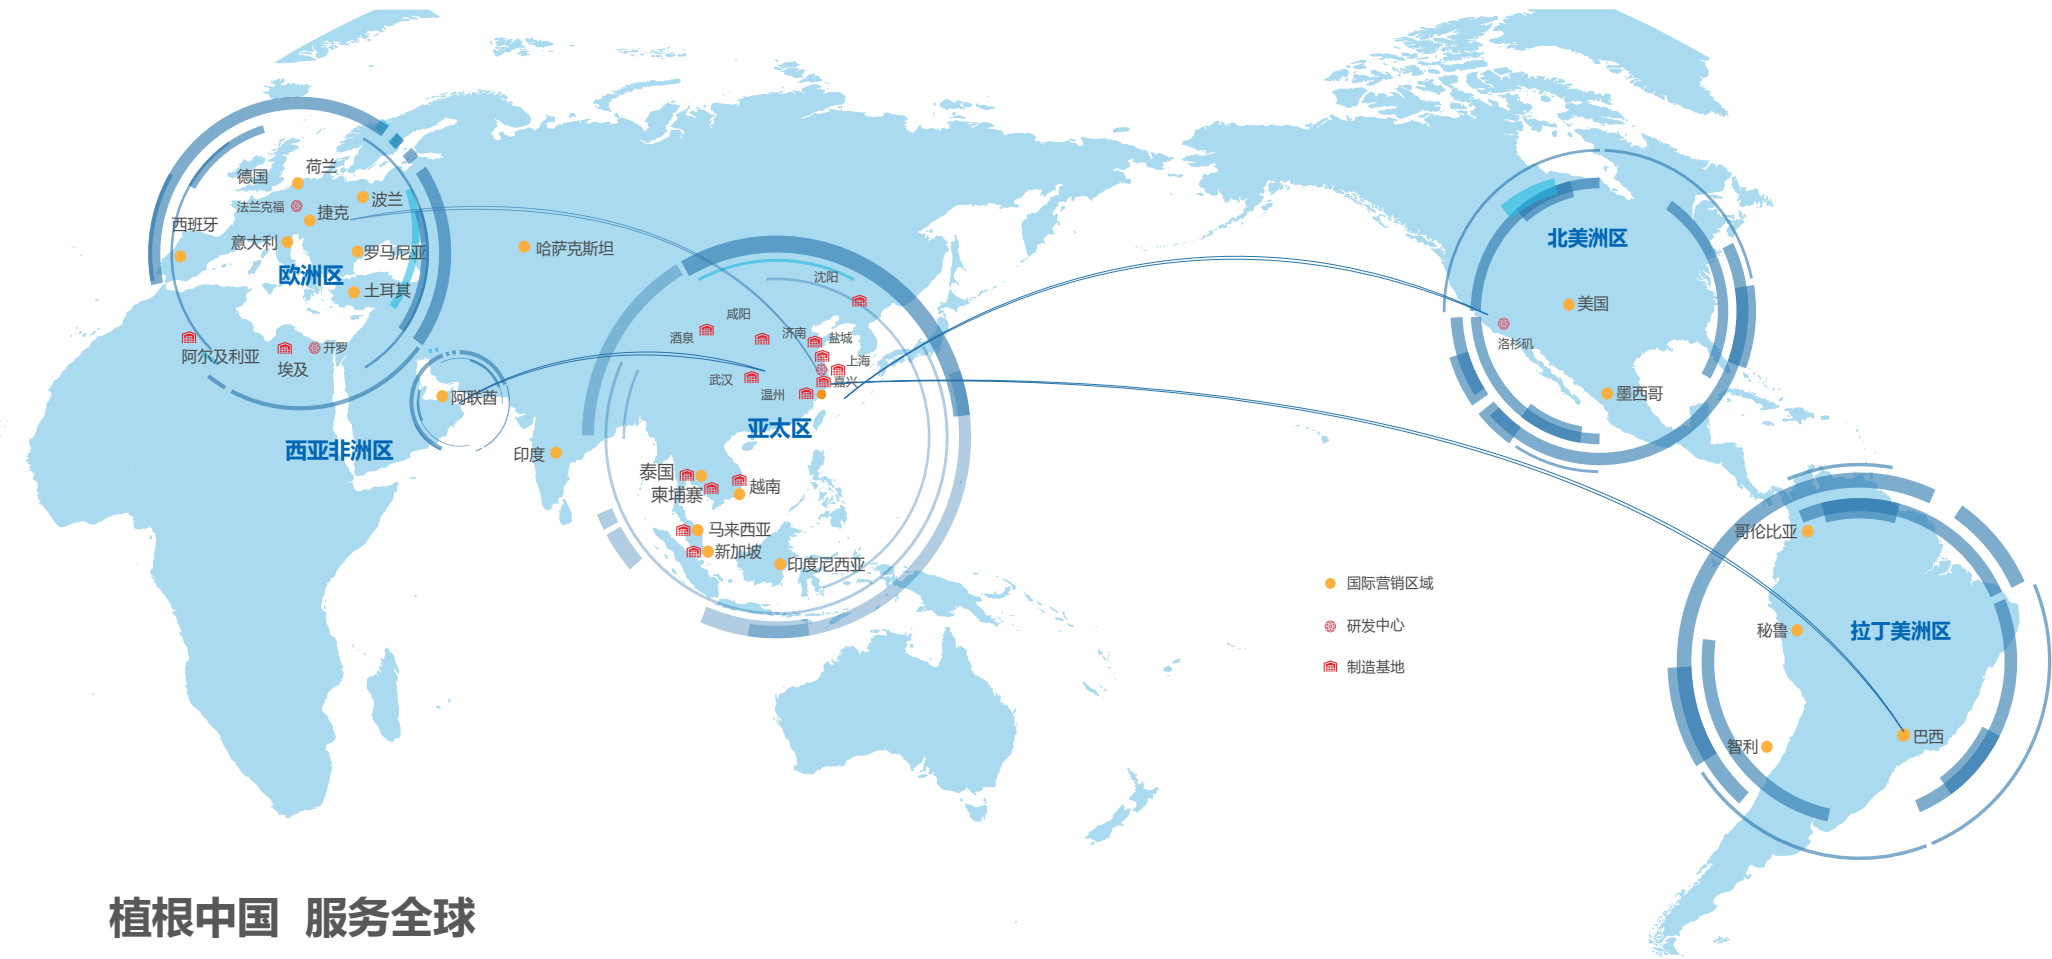 荷兰
德国
波兰
法兰克福
捷克
西班牙
意大利
罗马尼亚
欧洲区
土耳其
哈萨克斯坦
阿尔及利亚
埃及
开罗
阿联酋
西亚非洲区
沈阳
咸阳
酒泉
济南
盐城
上海
武汉
嘉兴
温州
亚太区
印度
泰国
柬埔寨
越南
马来西亚
新加坡
印度尼西亚
北美洲区
美国
洛杉矶
墨西哥
哥伦比亚
秘鲁
拉丁美洲区
智利
巴西
国际营销区域
研发中心
制造基地
植根中国 服务全球